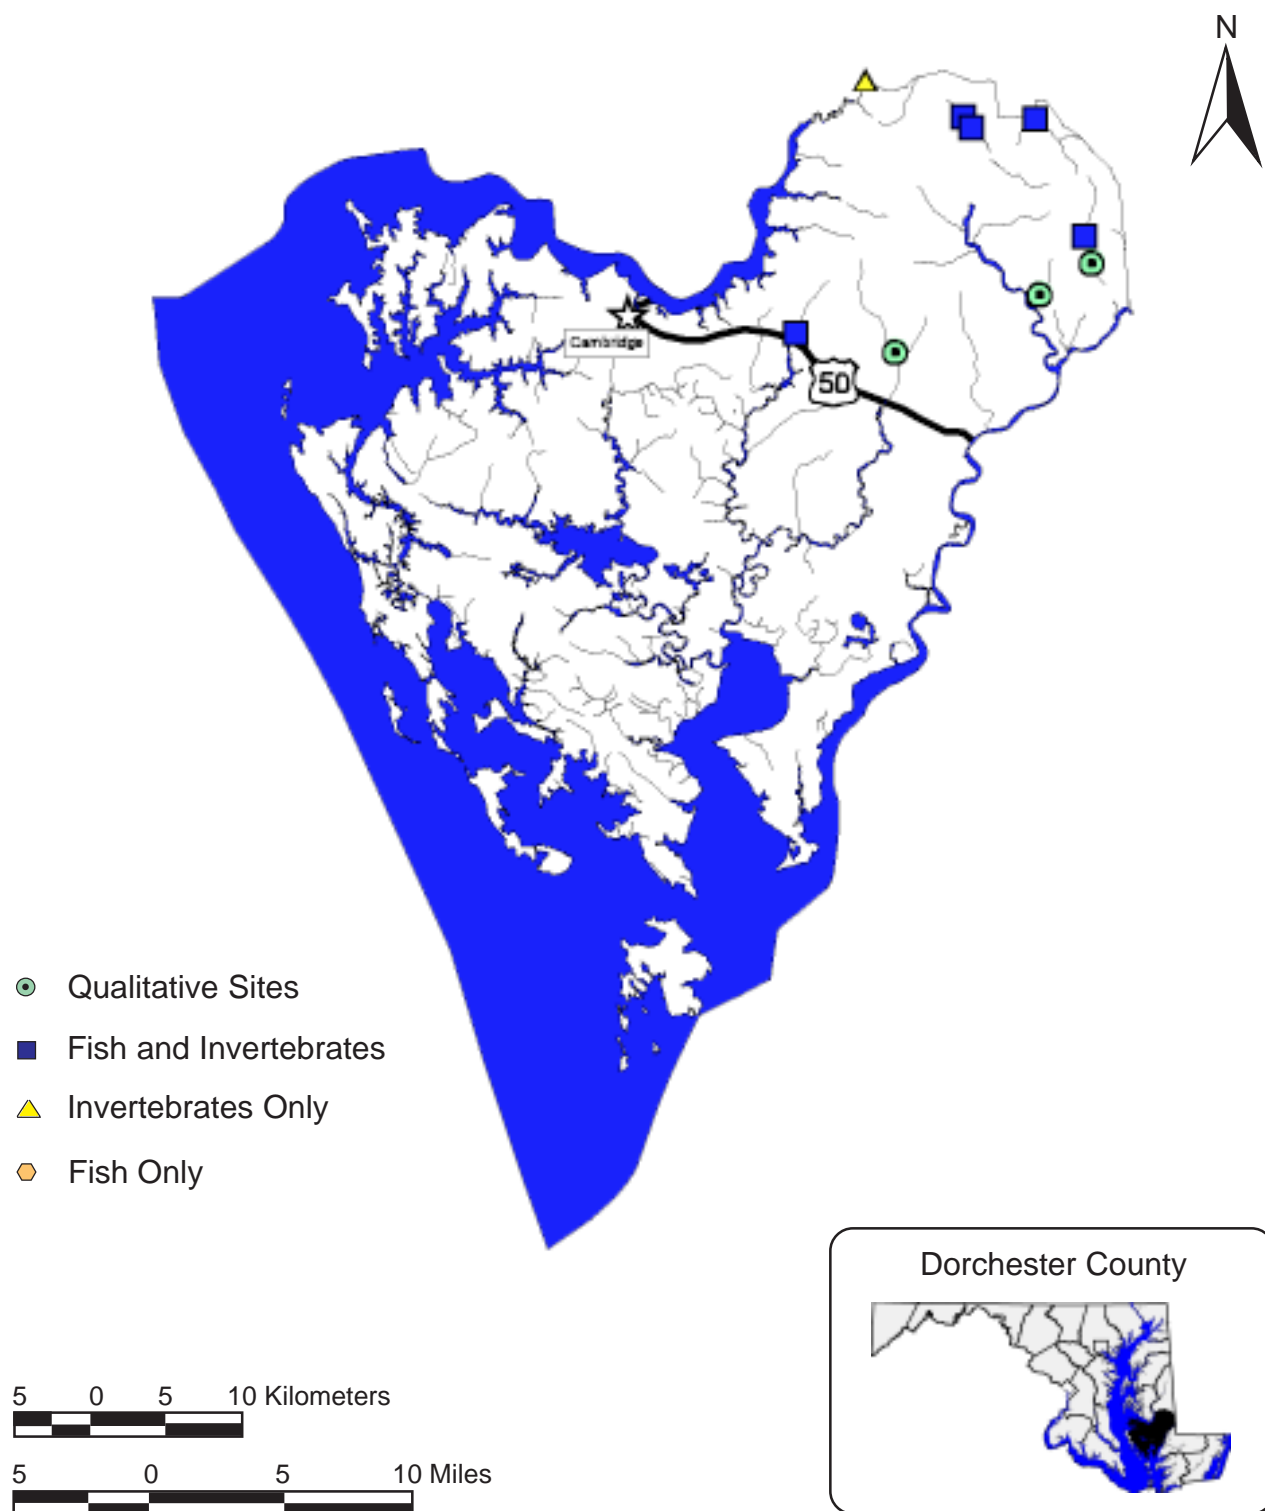 N
Cambridge
50
Qualitative Sites
Fish and Invertebrates
Invertebrates Only
Fish Only
Dorchester County
5 0 5 10 Kilometers
5 0 5 10 Miles